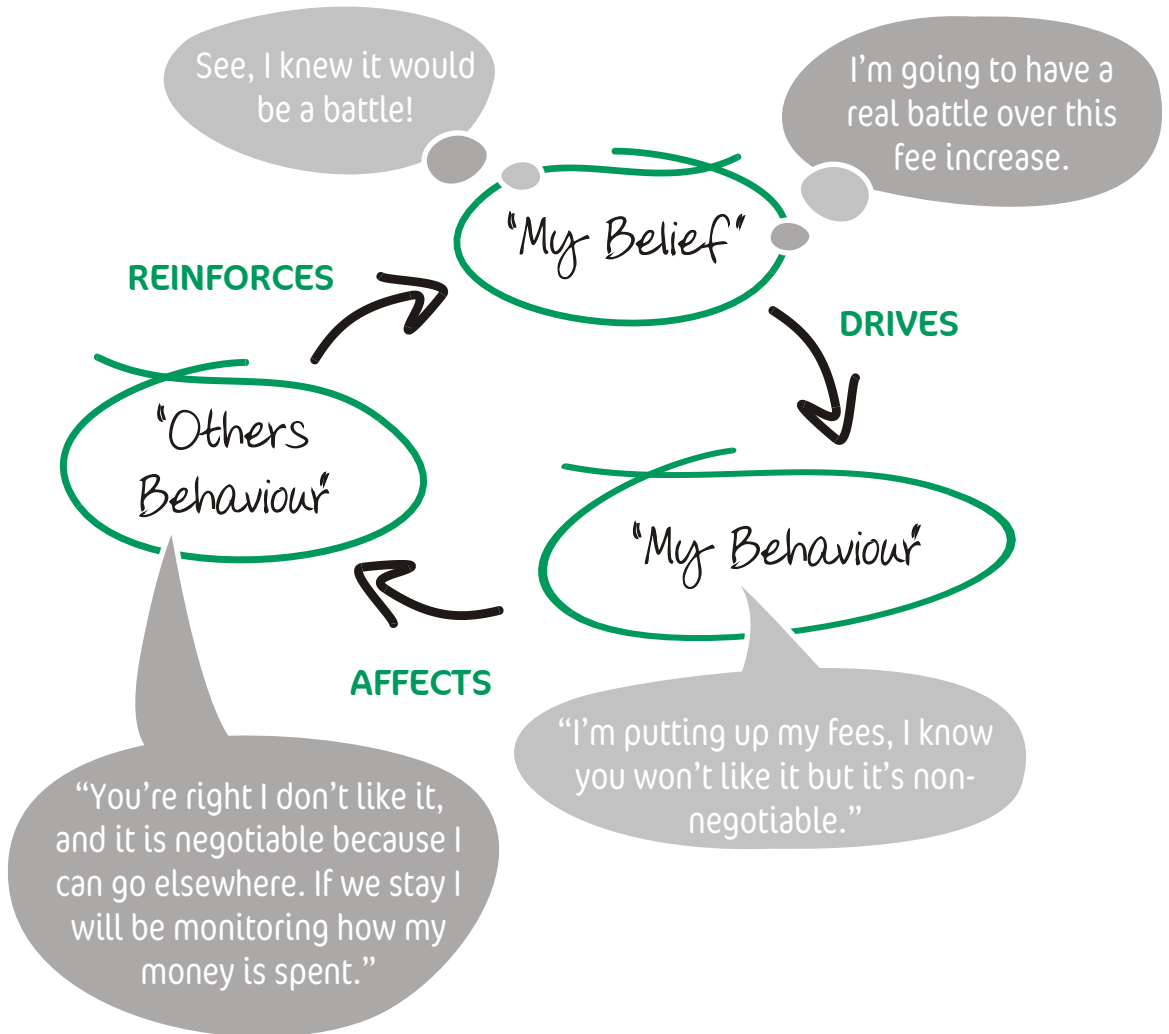 See, I knew it would
be a battle!
I'm going to have a
real battle over this
fee increase.
"My Belief"
REINFORCES
DRIVES
"Others
Behaviour"
"My Behaviour"
AFFECTS
"I'm putting up my fees, I know
you won't like it but it's non-
negotiable."
"You're right I don't like it,
and it is negotiable because I
can go elsewhere. If we stay I
will be monitoring how my
money is spent."